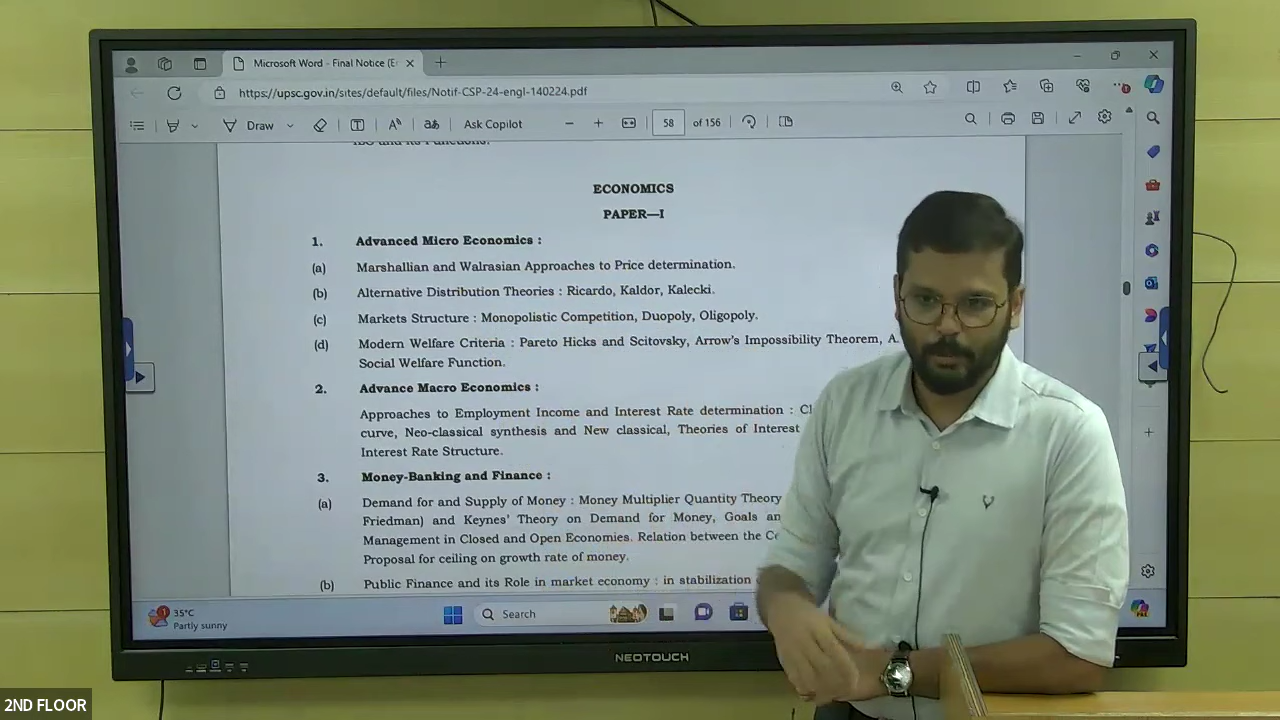 Microsoft Word - Final Notice (E
https://upsc.gov.in/sites/default/files/Notif-CSP-24-engl-140224.pdf
Draw
Ask Copilot
58
of 156
ECONOMICS
PAPER—I
1. Advanced Micro Economics :
(a) Marshallian and Walrasian Approaches to Price determination.
(b) Alternative Distribution Theories : Ricardo, Kaldor, Kalecki.
(c) Markets Structure : Monopolistic Competition, Duopoly, Oligopoly.
(d) Modern Welfare Criteria : Pareto Hicks and Scitovsky, Arrow's Impossibility Theorem, A.
Social Welfare Function.
2. Advance Macro Economics :
Approaches to Employment Income and Interest Rate determination :
curve, Neo-classical synthesis and New classical, Theories of Interest
Interest Rate Structure.
3. Money-Banking and Finance :
(a) Demand for and Supply of Money : Money Multiplier Quantity Theory
Friedman) and Keynes' Theory on Demand for Money, Goals
Management in Closed and Open Economies. Relation between the
Proposal for ceiling on growth rate of money.
(b) Public Finance and its Role in market economy : in stabilization
35°C
Partly sunny
Search
NEOTOUCH
2ND FLOOR